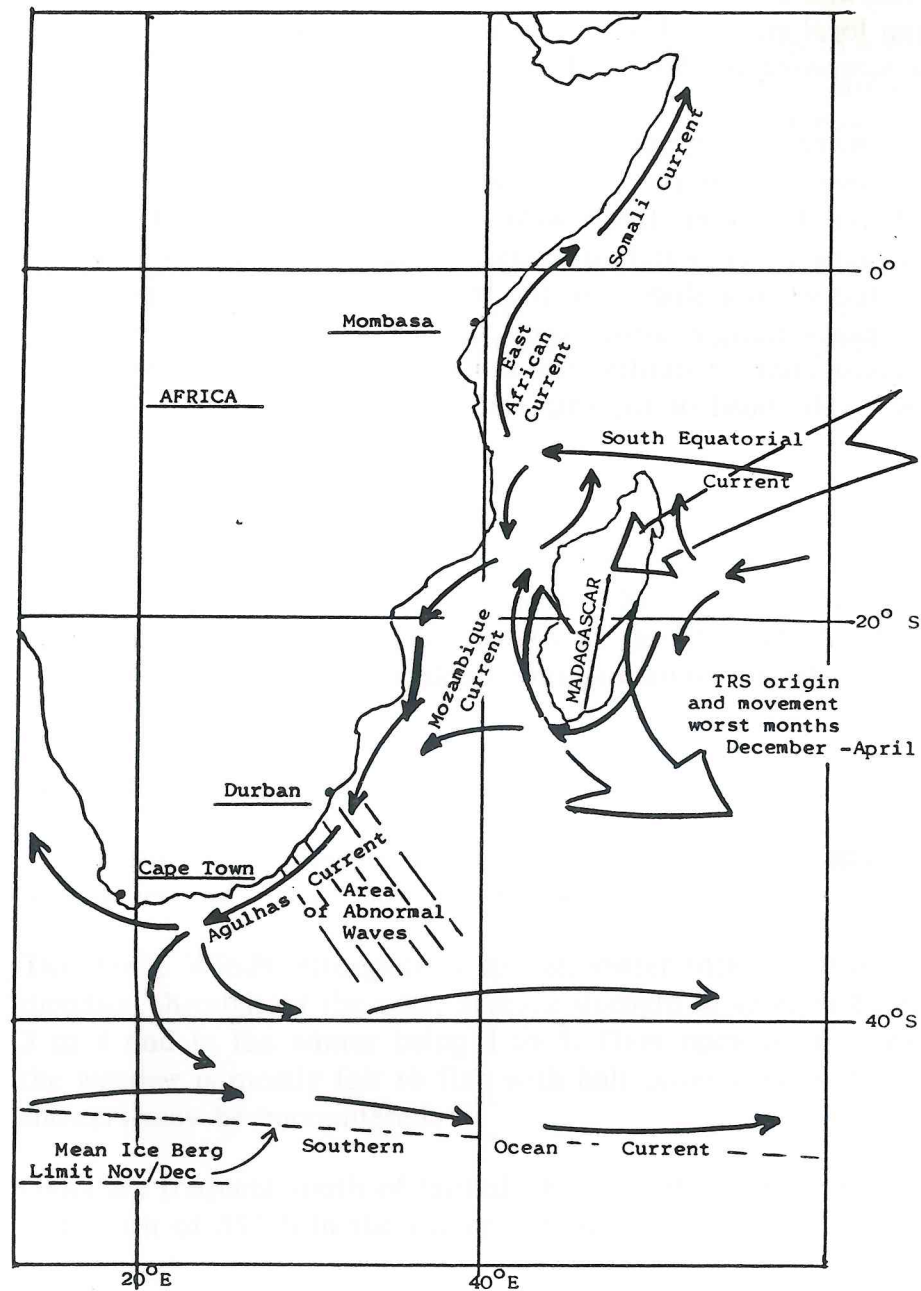 Somali Current
0°
Mombasa
East
African
Current
AFRICA
South Equatorial
Current
MADAGASCAR
20° S
Mozambique
Current
TRS origin
and movement
worst months
December -April
Durban
Cape Town
Agulhas Current
Area
of Abnormal
Waves
40°S
Mean Ice Berg
Limit Nov/Dec
Southern
Ocean
Current
20°E
40°E